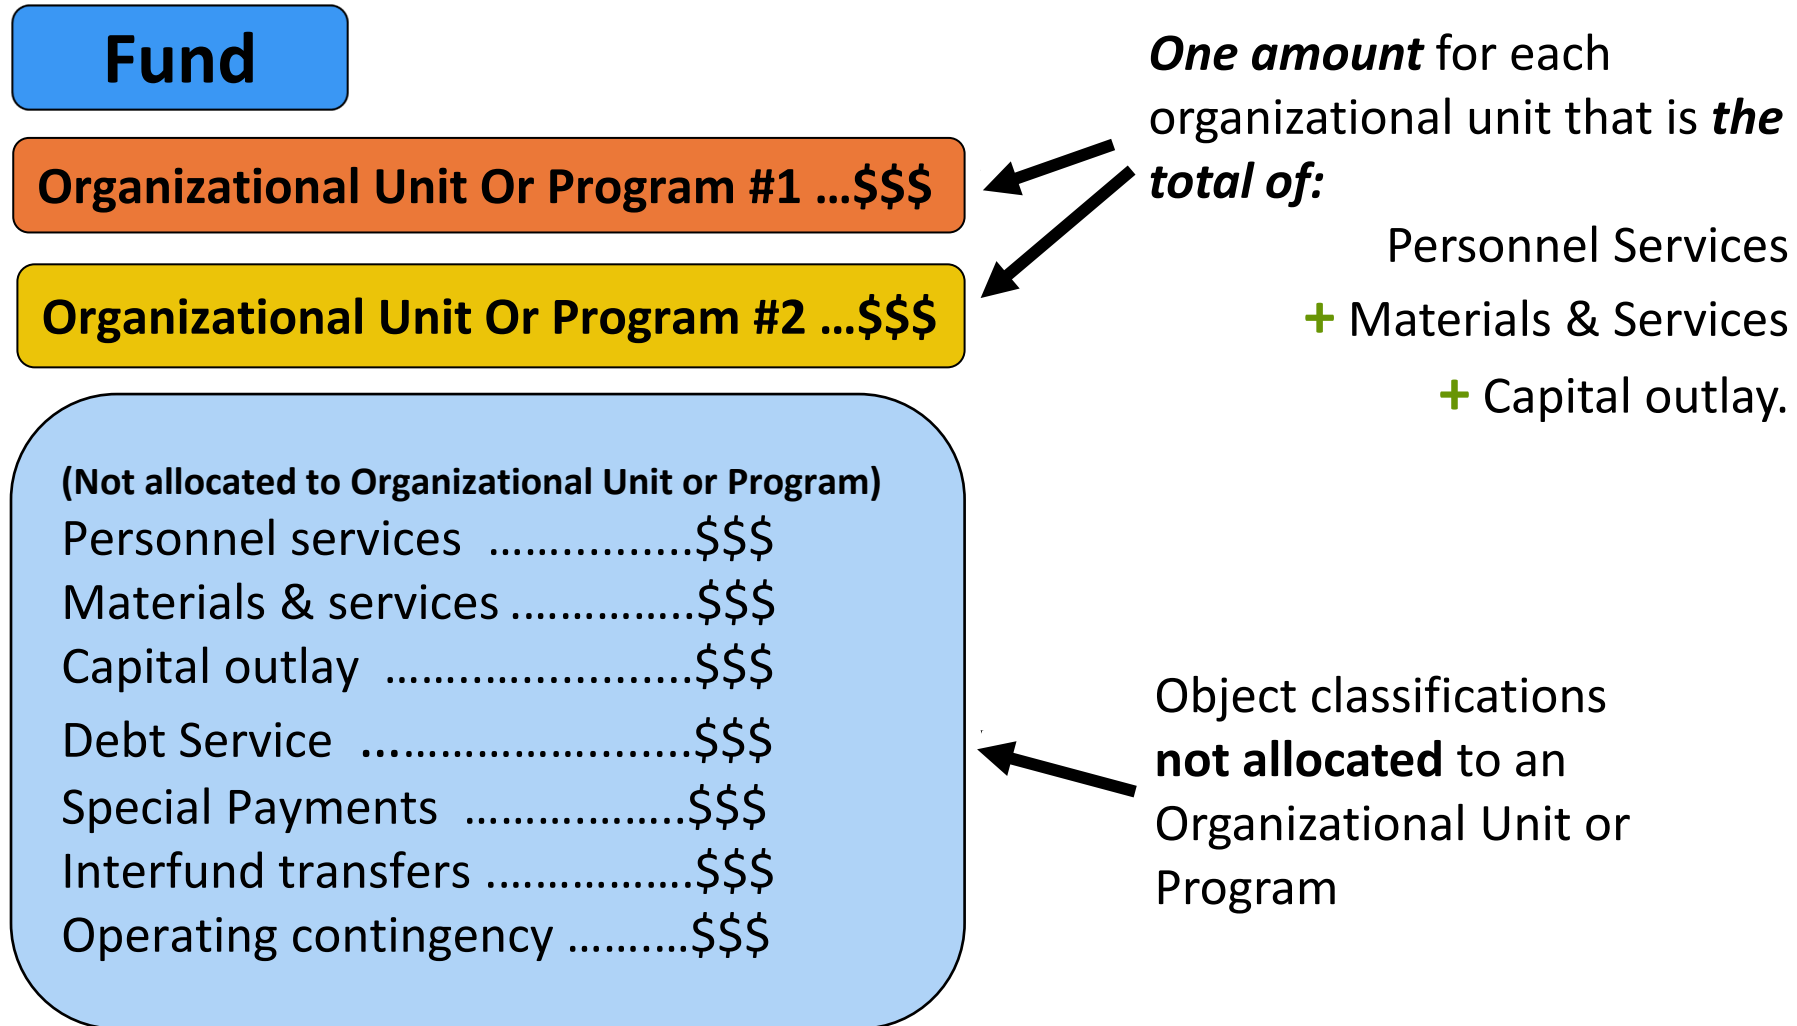 Fund
Organizational Unit Or Program #1 …$$$
Organizational Unit Or Program #2 …$$$
(Not allocated to Organizational Unit or Program)
Personnel services …….……...$$$
Materials & services ..…………..$$$
Capital outlay ……..…...........$$$
Debt Service ...……………........$$$
Special Payments ……….……..$$$
Interfund transfers ..…………….$$$
Operating contingency …….…$$$
One amount for each
organizational unit that is the
total of:
Personnel Services
+ Materials & Services
+ Capital outlay.
Object classifications
not allocated to an
Organizational Unit or
Program